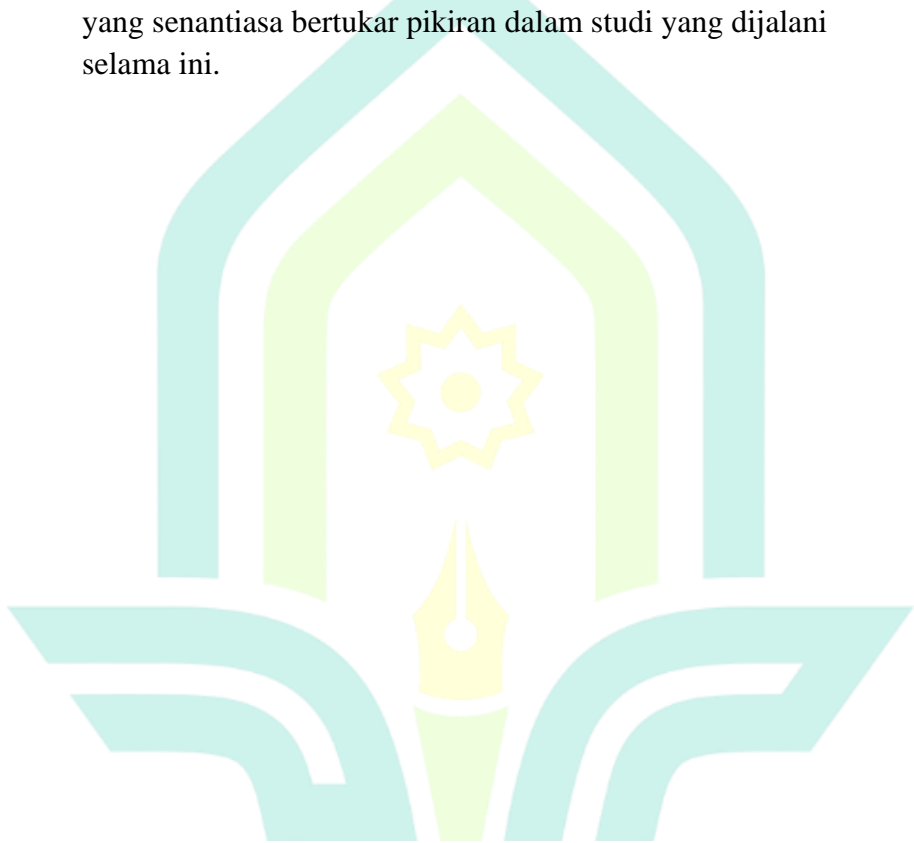 yang senantiasa bertukar pikiran dalam studi yang dijalani
selama ini.